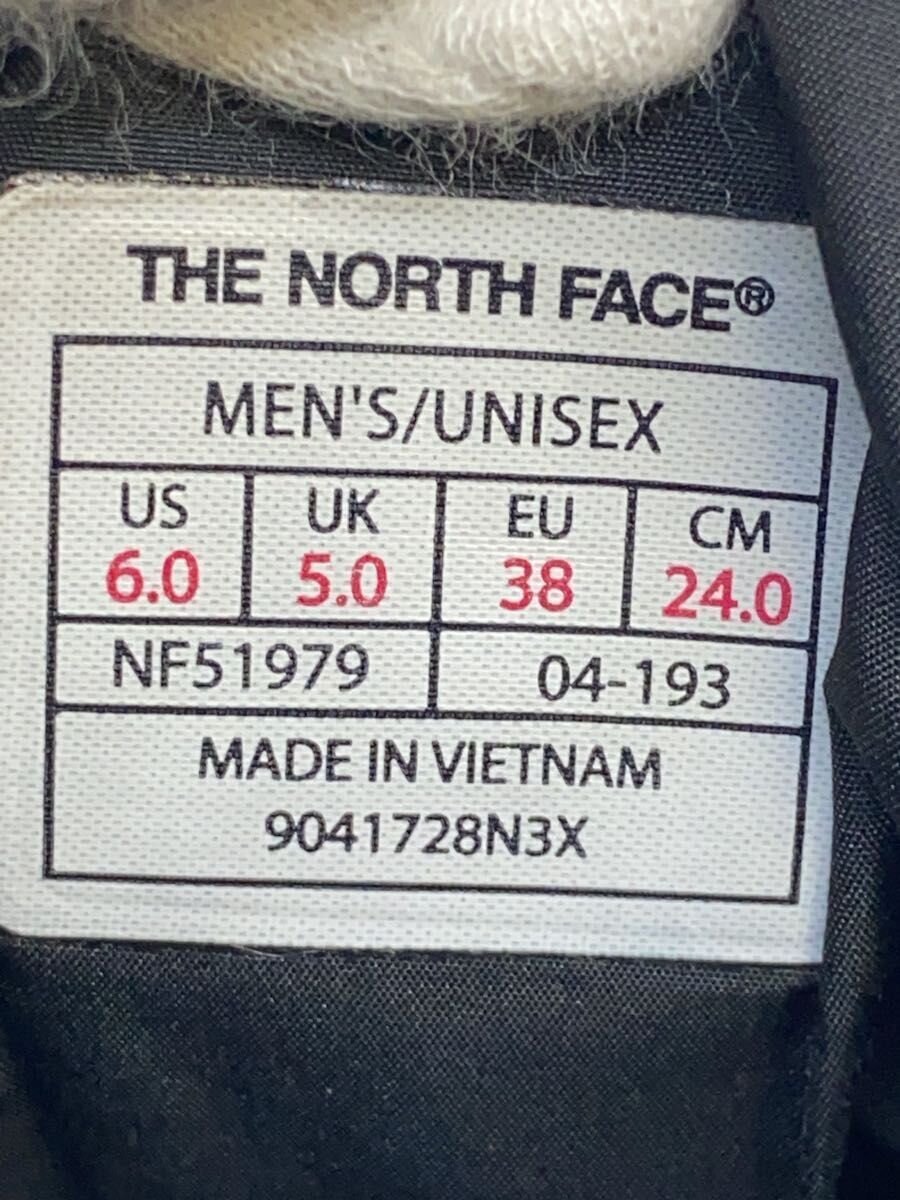 THE NORTH FACE®
MEN'S/UNISEX
US UK EU CM
6.0 5.0 38 24.0
NF51979 04-193
MADE IN VIETNAM
9041728N3X